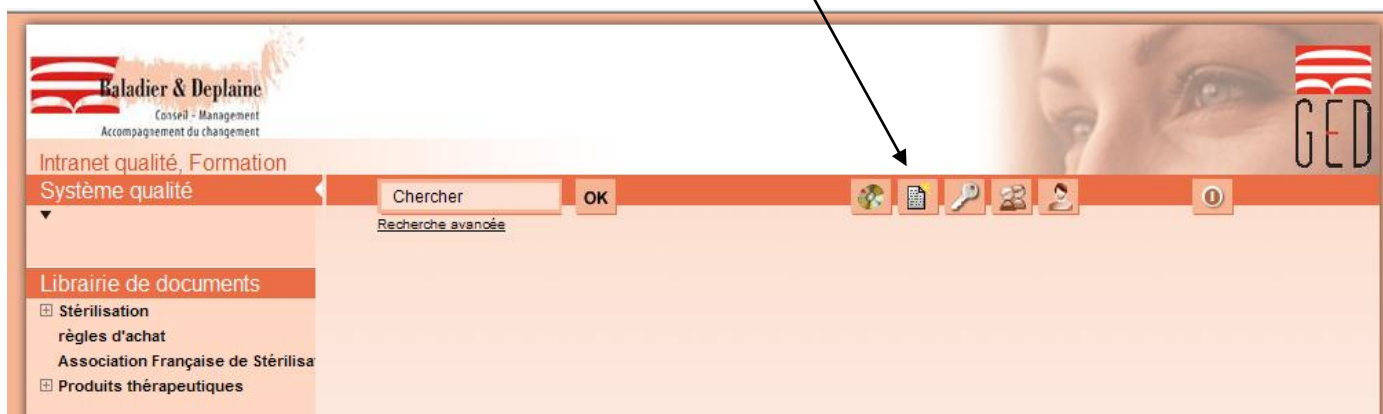 Baladier & Deplaine
Conseil - Management
Accompagnement du changement
GED
Intranet qualité, Formation
Système qualité
Chercher
OK
Recherche avancée
Librairie de documents
Stérilisation
règles d'achat
Association Française de Stérilisa
Produits thérapeutiques